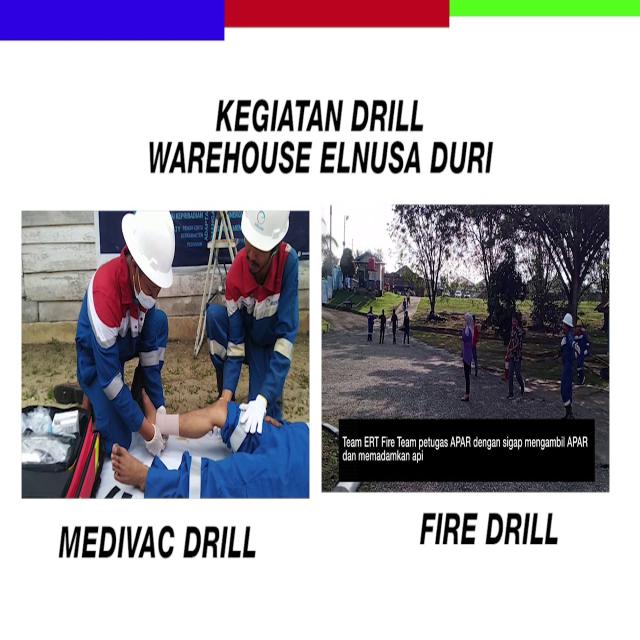 KEGIATAN DRILL
WAREHOUSE ELNUSA DURI
Team ERT Fire Team petugas APAR dengan sigap mengambil APAR
dan memadamkan api
MEDIVAC DRILL
FIRE DRILL